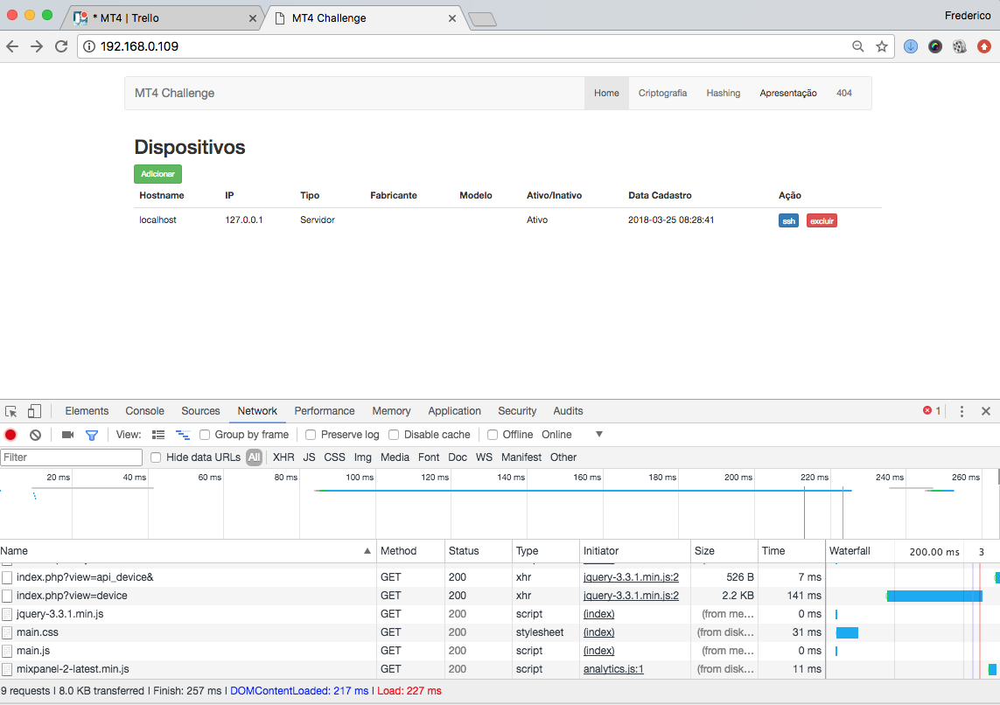 * MT4 | Trello
MT4 Challenge
Frederico
192.168.0.109
MT4 Challenge
Home
Criptografia
Hashing
Apresentação
404
Dispositivos
Adicionar
Hostname IP Tipo Fabricante Modelo Ativo/Inativo Data Cadastro Ação
localhost 127.0.0.1 Servidor Ativo 2018-03-25 08:28:41 ssh excluir
Elements Console Sources Network Performance Memory Application Security Audits 1
View: Group by frame Preserve log Disable cache Offline Online
Filter Hide data URLs All XHR JS CSS Img Media Font Doc WS Manifest Other
20 ms 40 ms 60 ms 80 ms 100 ms 120 ms 140 ms 160 ms 180 ms 200 ms 220 ms 240 ms 260 ms
Name Method Status Type Initiator Size Time Waterfall 200.00 ms 3
index.php?view=api_device& GET 200 xhr jquery-3.3.1.min.js:2 526 B 7 ms
index.php?view=device GET 200 xhr jquery-3.3.1.min.js:2 2.2 KB 141 ms
jquery-3.3.1.min.js GET 200 script (index) (from me... 0 ms
main.css GET 200 stylesheet (index) (from disk... 31 ms
main.js GET 200 script (index) (from me... 0 ms
mixpanel-2-latest.min.js GET 200 script analytics.js:1 (from disk... 11 ms
9 requests | 8.0 KB transferred | Finish: 257 ms | DOMContentLoaded: 217 ms | Load: 227 ms